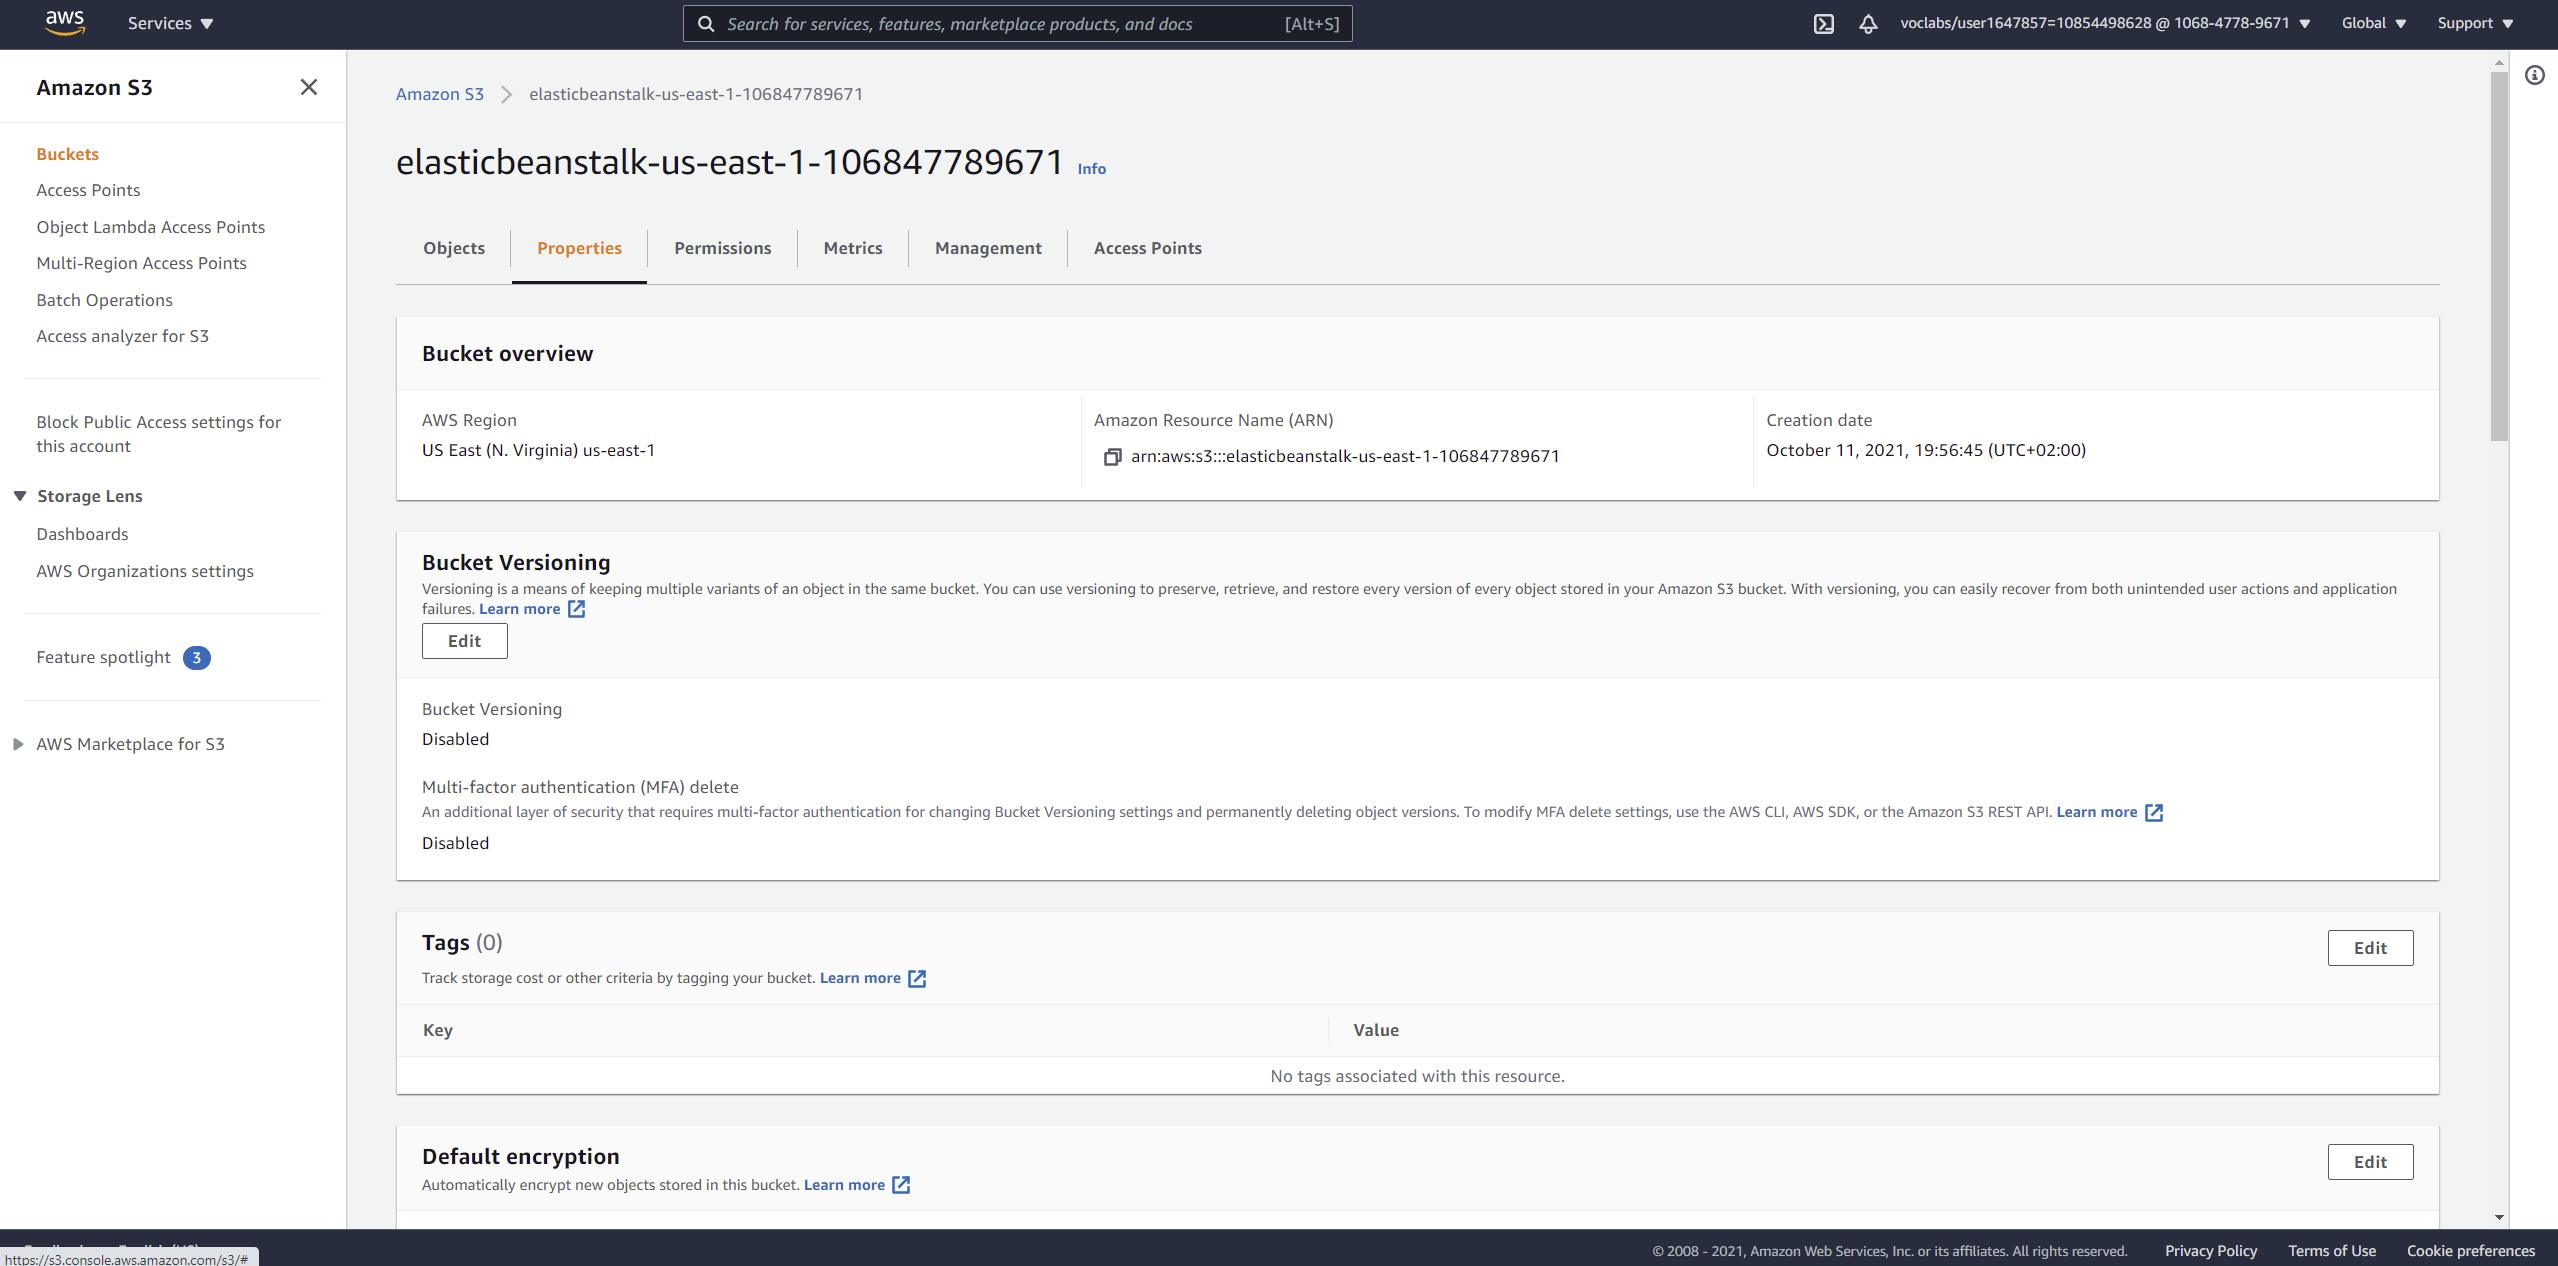 aws
Services
Search for services, features, marketplace products, and docs [Alt+S]
voclabs/user1647857=10854498628 @ 1068-4778-9671
Global
Support
Amazon S3
Buckets
Access Points
Object Lambda Access Points
Multi-Region Access Points
Batch Operations
Access analyzer for S3
Block Public Access settings for
this account
Storage Lens
Dashboards
AWS Organizations settings
Feature spotlight 3
AWS Marketplace for S3
Amazon S3 elasticbeanstalk-us-east-1-106847789671
elasticbeanstalk-us-east-1-106847789671 Info
Objects Properties Permissions Metrics Management Access Points
Bucket overview
AWS Region
US East (N. Virginia) us-east-1
Amazon Resource Name (ARN)
arn:aws:s3:::elasticbeanstalk-us-east-1-106847789671
Creation date
October 11, 2021, 19:56:45 (UTC+02:00)
Bucket Versioning
Versioning is a means of keeping multiple variants of an object in the same bucket. You can use versioning to preserve, retrieve, and restore every version of every object stored in your Amazon S3 bucket. With versioning, you can easily recover from both unintended user actions and application
failures. Learn more
Edit
Bucket Versioning
Disabled
Multi-factor authentication (MFA) delete
An additional layer of security that requires multi-factor authentication for changing Bucket Versioning settings and permanently deleting object versions. To modify MFA delete settings, use the AWS CLI, AWS SDK, or the Amazon S3 REST API. Learn more
Disabled
Tags (0)
Edit
Track storage cost or other criteria by tagging your bucket. Learn more
Key Value
No tags associated with this resource.
Default encryption
Edit
Automatically encrypt new objects stored in this bucket. Learn more
https://s3.console.aws.amazon.com/s3/#
© 2008 - 2021, Amazon Web Services, Inc. or its affiliates. All rights reserved. Privacy Policy Terms of Use Cookie preferences